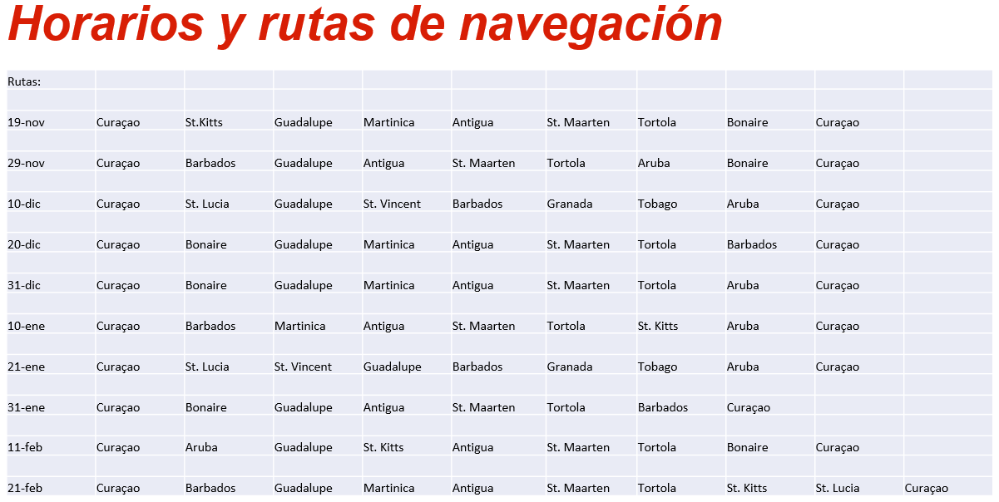 Horarios y rutas de navegación
Rutas:
19-nov Curaçao St.Kitts Guadalupe Martinica Antigua St. Maarten Tortola Bonaire Curaçao
29-nov Curaçao Barbados Guadalupe Antigua St. Maarten Tortola Aruba Bonaire Curaçao
10-dic Curaçao St. Lucia Guadalupe St. Vincent Barbados Granada Tobago Aruba Curaçao
20-dic Curaçao Bonaire Guadalupe Martinica Antigua St. Maarten Tortola Barbados Curaçao
31-dic Curaçao Bonaire Guadalupe Martinica Antigua St. Maarten Tortola Aruba Curaçao
10-ene Curaçao Barbados Martinica Antigua St. Maarten Tortola St. Kitts Aruba Curaçao
21-ene Curaçao St. Lucia St. Vincent Guadalupe Barbados Granada Tobago Aruba Curaçao
31-ene Curaçao Bonaire Guadalupe Antigua St. Maarten Tortola Barbados Curaçao
11-feb Curaçao Aruba Guadalupe St. Kitts Antigua St. Maarten Tortola Bonaire Curaçao
21-feb Curaçao Barbados Guadalupe Martinica Antigua St. Maarten Tortola St. Kitts St. Lucia Curaçao